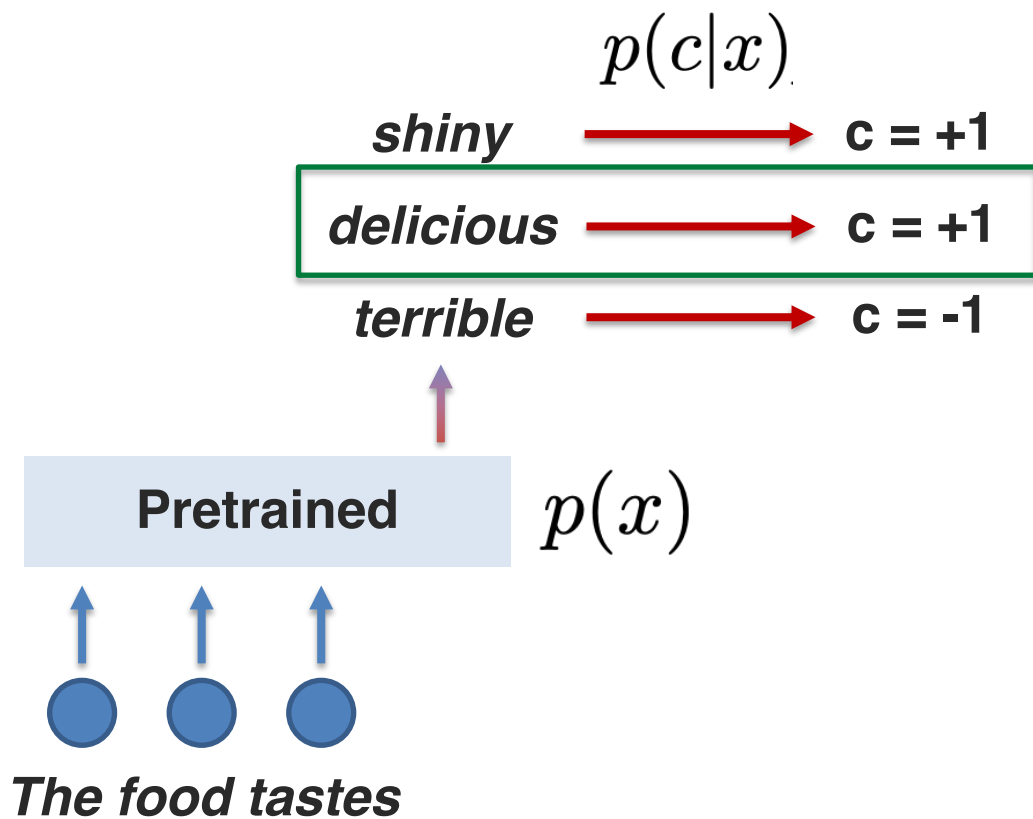 p(c|x)
shiny c = +1
delicious c = +1
terrible c = -1
Pretrained p(x)
The food tastes